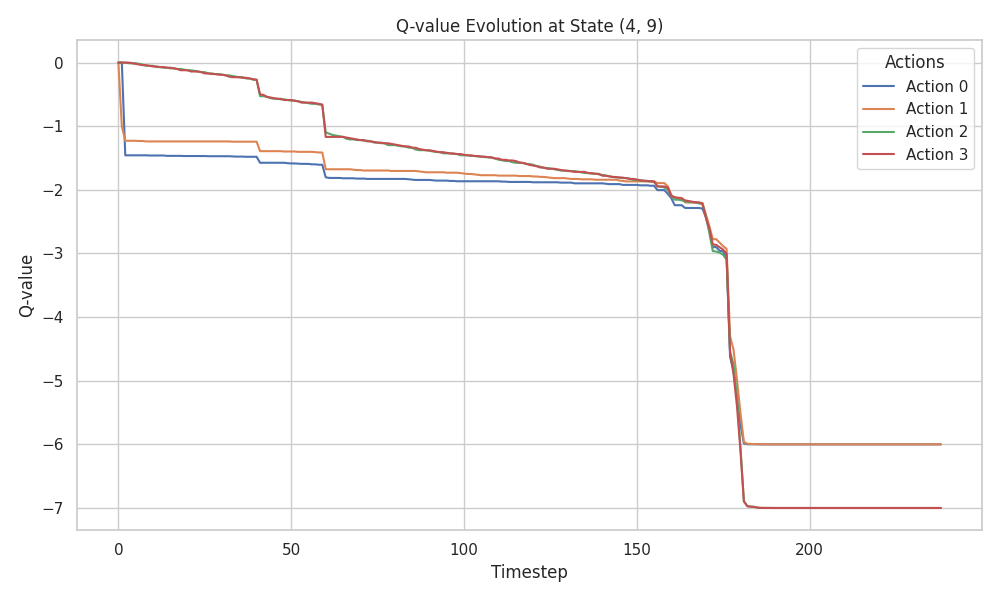 Q-value Evolution at State (4, 9)
Actions
Action 0
Action 1
Action 2
Action 3
Q-value
0
−1
−2
−3
−4
−5
−6
−7
0
50
100
150
200
Timestep